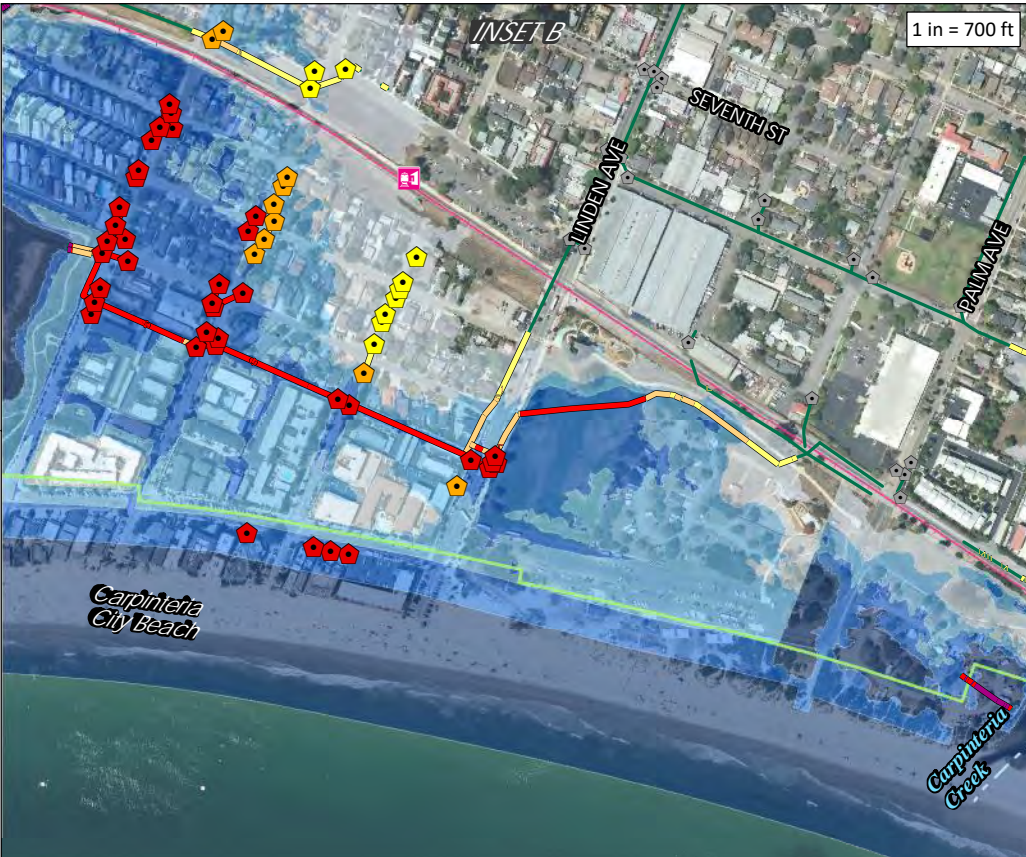 INSET B
1 in = 700 ft
SEVENTH ST
LINDEN AVE
PALM AVE
Carpinteria
City Beach
Carpinteria
Creek